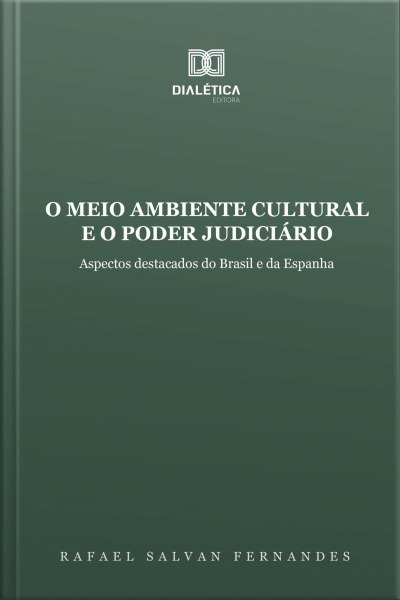 DIALÉTICA
EDITORA
O MEIO AMBIENTE CULTURAL
E O PODER JUDICIÁRIO
Aspectos destacados do Brasil e da Espanha
RAFAEL SALVAN FERNANDES